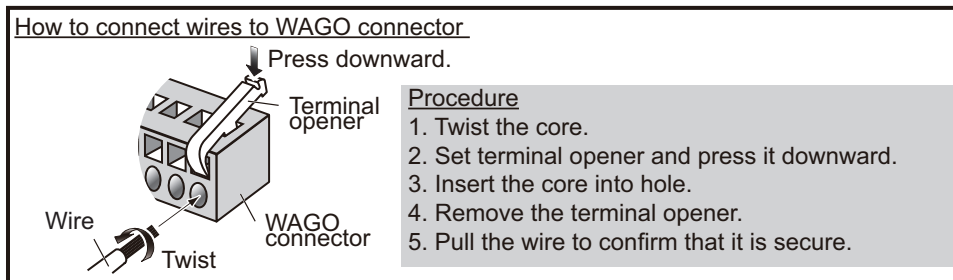 How to connect wires to WAGO connector
Press downward.
Terminal
opener
Wire
Twist
WAGO
connector
Procedure
1. Twist the core.
2. Set terminal opener and press it downward.
3. Insert the core into hole.
4. Remove the terminal opener.
5. Pull the wire to confirm that it is secure.